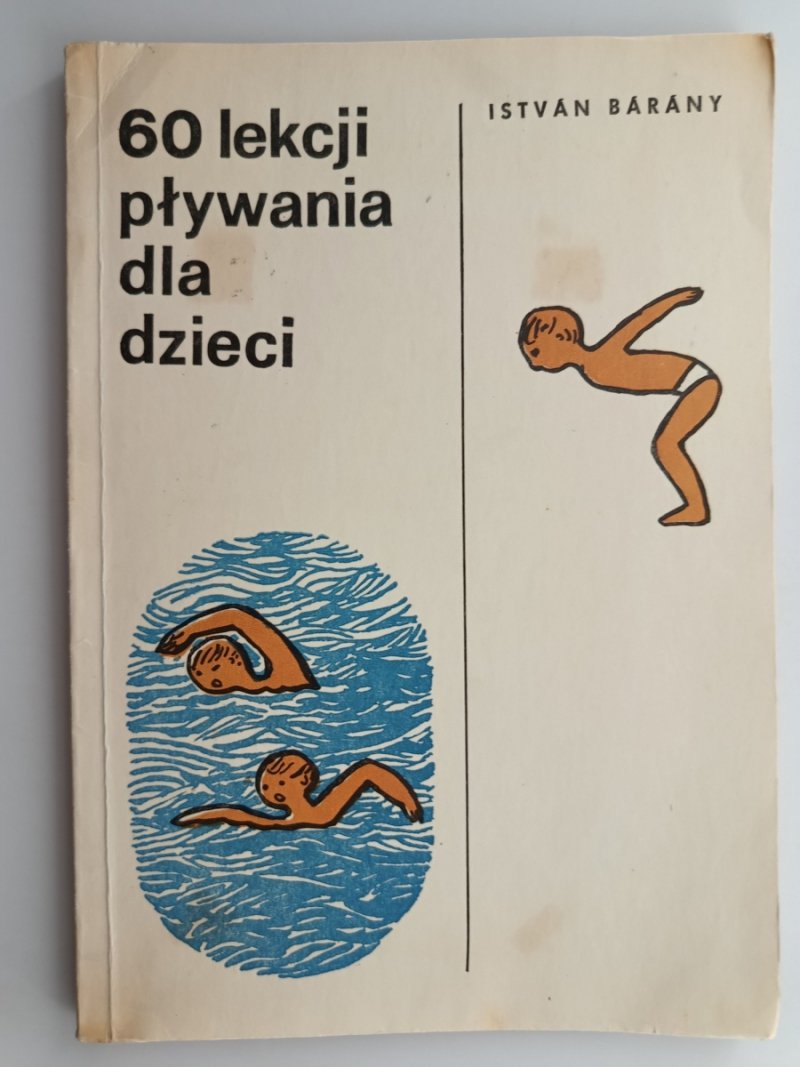 60 lekcji
pływania
dla
dzieci
ISTVÁN BÁRÁNY